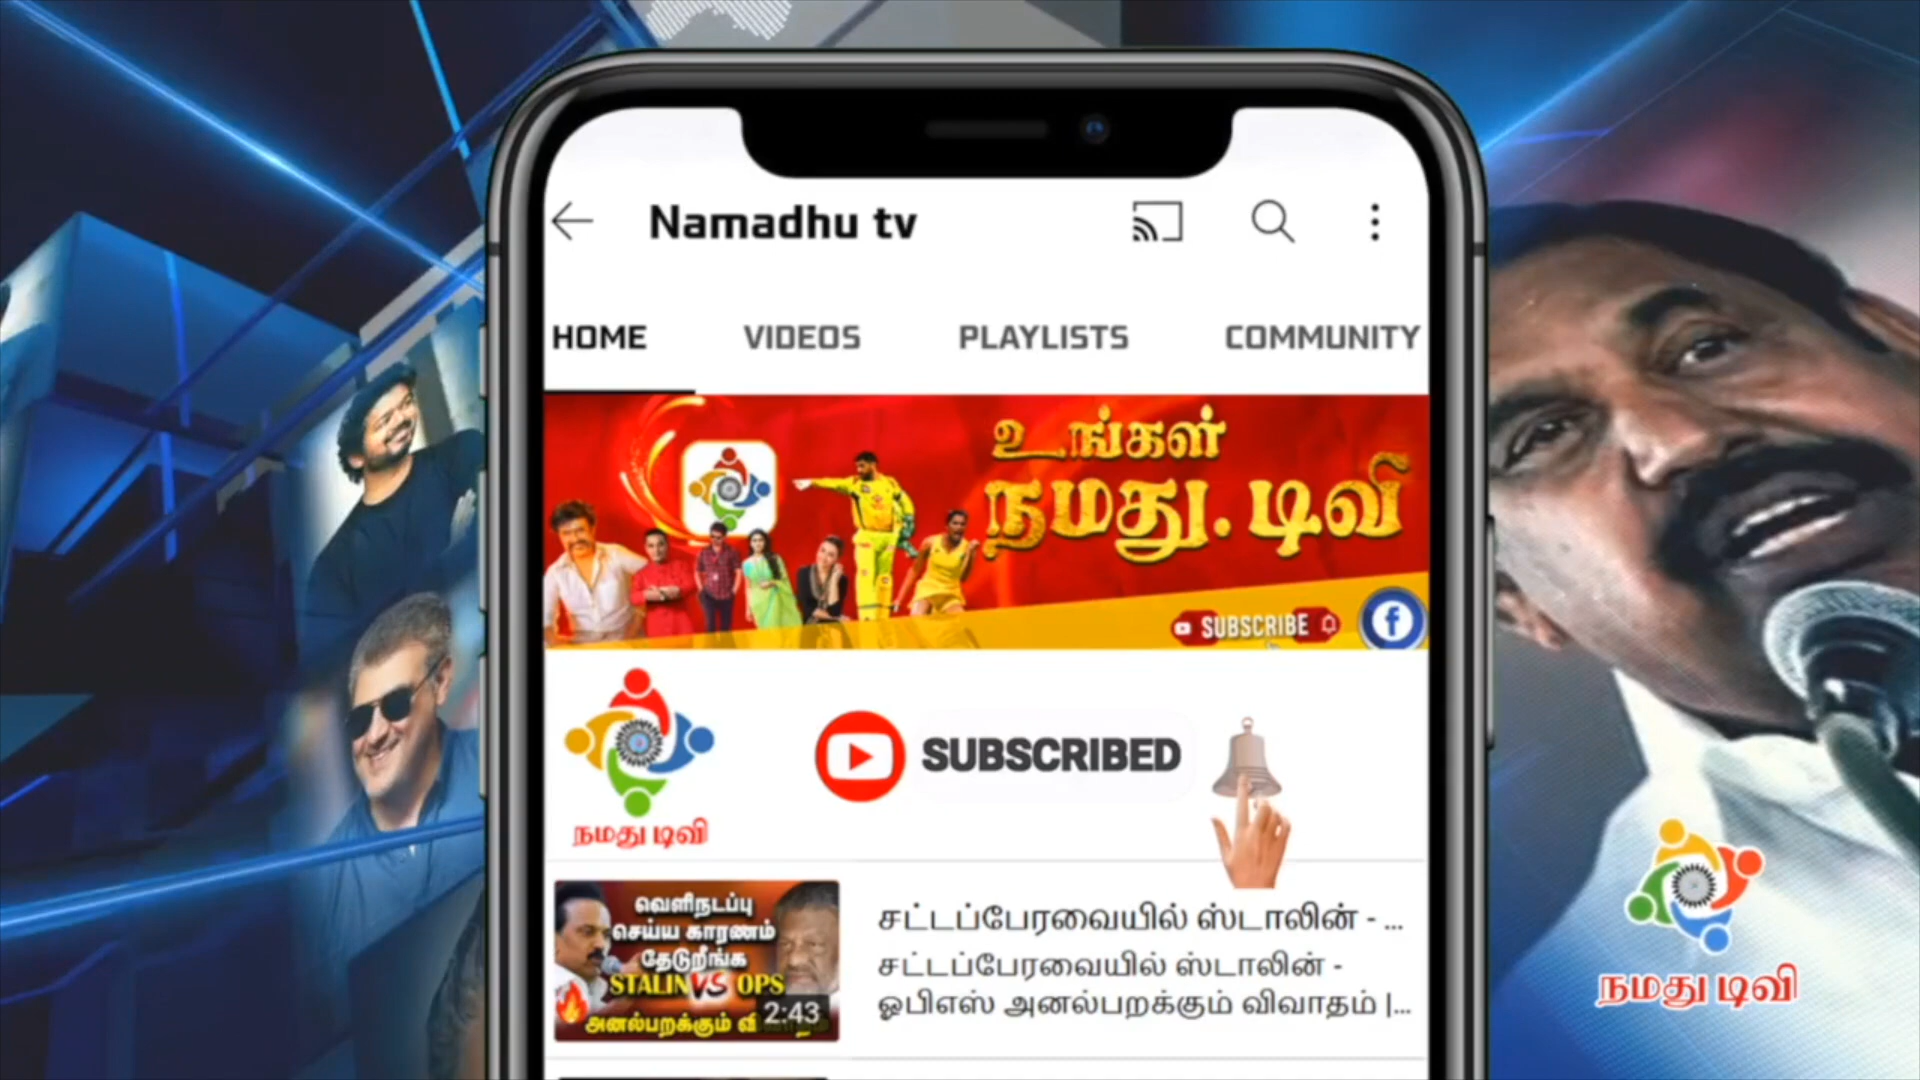 Namadhu tv
HOME VIDEOS PLAYLISTS COMMUNITY
உங்கள்
நமது. டிவி
SUBSCRIBE
நமது டிவி
SUBSCRIBED
வெளிநடப்பு
செய்ய காரணம்
தேடுறீங்க
STALIN VS OPS
அனல்பறக்கும்
2:43
சட்டப்பேரவையில் ஸ்டாலின் - ...
சட்டப்பேரவையில் ஸ்டாலின் -
ஓபிஎஸ் அனல்பறக்கும் விவாதம் |...
நமது டிவி